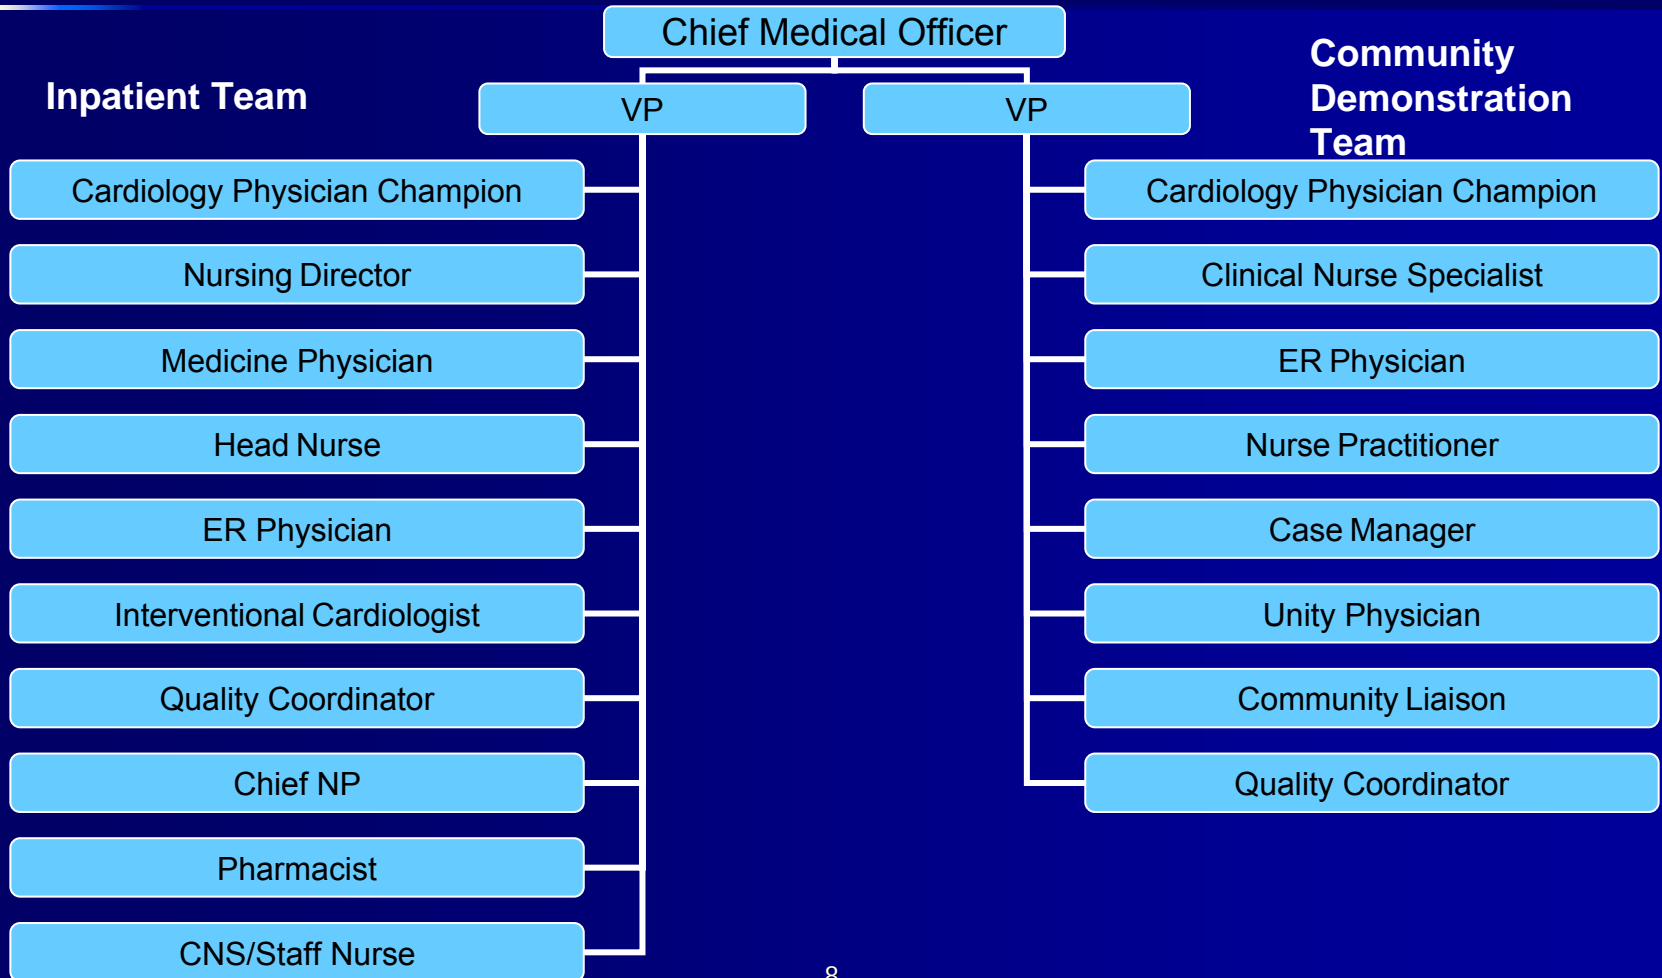 Chief Medical Officer
Inpatient Team
Community
Demonstration
Team
VP
VP
Cardiology Physician Champion
Nursing Director
Medicine Physician
Head Nurse
ER Physician
Interventional Cardiologist
Quality Coordinator
Chief NP
Pharmacist
CNS/Staff Nurse
Cardiology Physician Champion
Clinical Nurse Specialist
ER Physician
Nurse Practitioner
Case Manager
Unity Physician
Community Liaison
Quality Coordinator
8